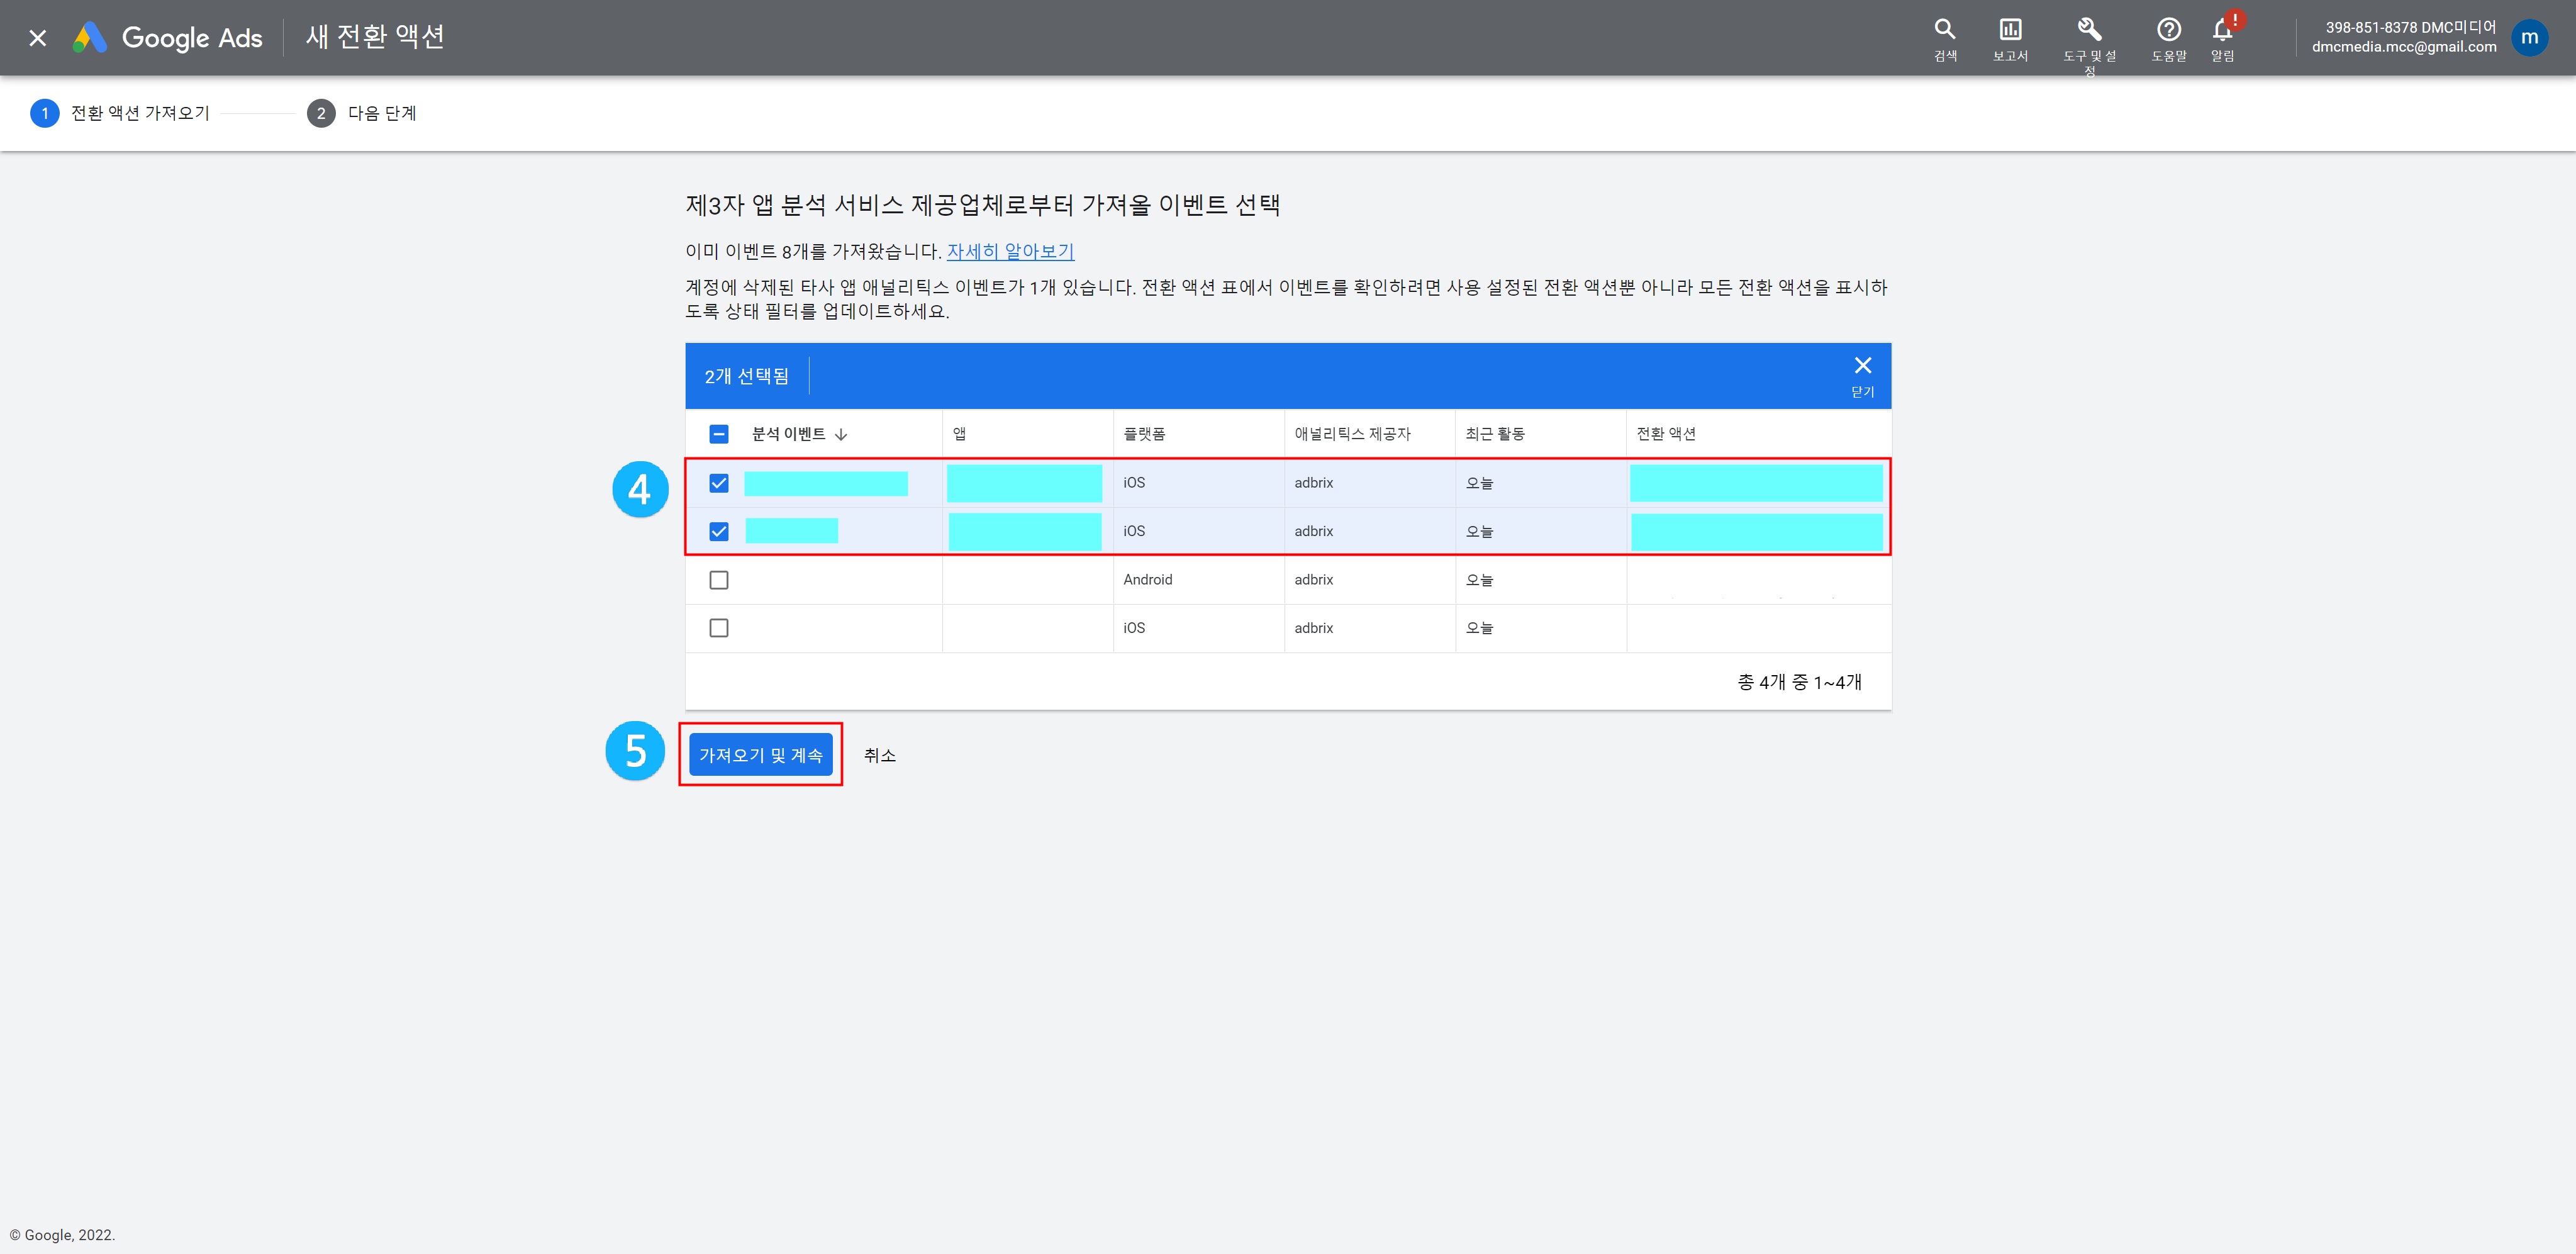 Google Ads
새 전환 액션
검색
보고서
도구 및 설
정
도움말
알림
!
398-851-8378 DMC미디어
dmcmedia.mcc@gmail.com
m
1 전환 액션 가져오기
2 다음 단계
제3자 앱 분석 서비스 제공업체로부터 가져올 이벤트 선택
이미 이벤트 8개를 가져왔습니다. 자세히 알아보기
계정에 삭제된 타사 앱 애널리틱스 이벤트가 1개 있습니다. 전환 액션 표에서 이벤트를 확인하려면 사용 설정된 전환 액션뿐 아니라 모든 전환 액션을 표시하
도록 상태 필터를 업데이트하세요.
2개 선택됨
닫기
분석 이벤트 앱 플랫폼 애널리틱스 제공자 최근 활동 전환 액션
4
iOS adbrix 오늘
iOS adbrix 오늘
Android adbrix 오늘
iOS adbrix 오늘
총 4개 중 1~4개
5
가져오기 및 계속 취소
© Google, 2022.